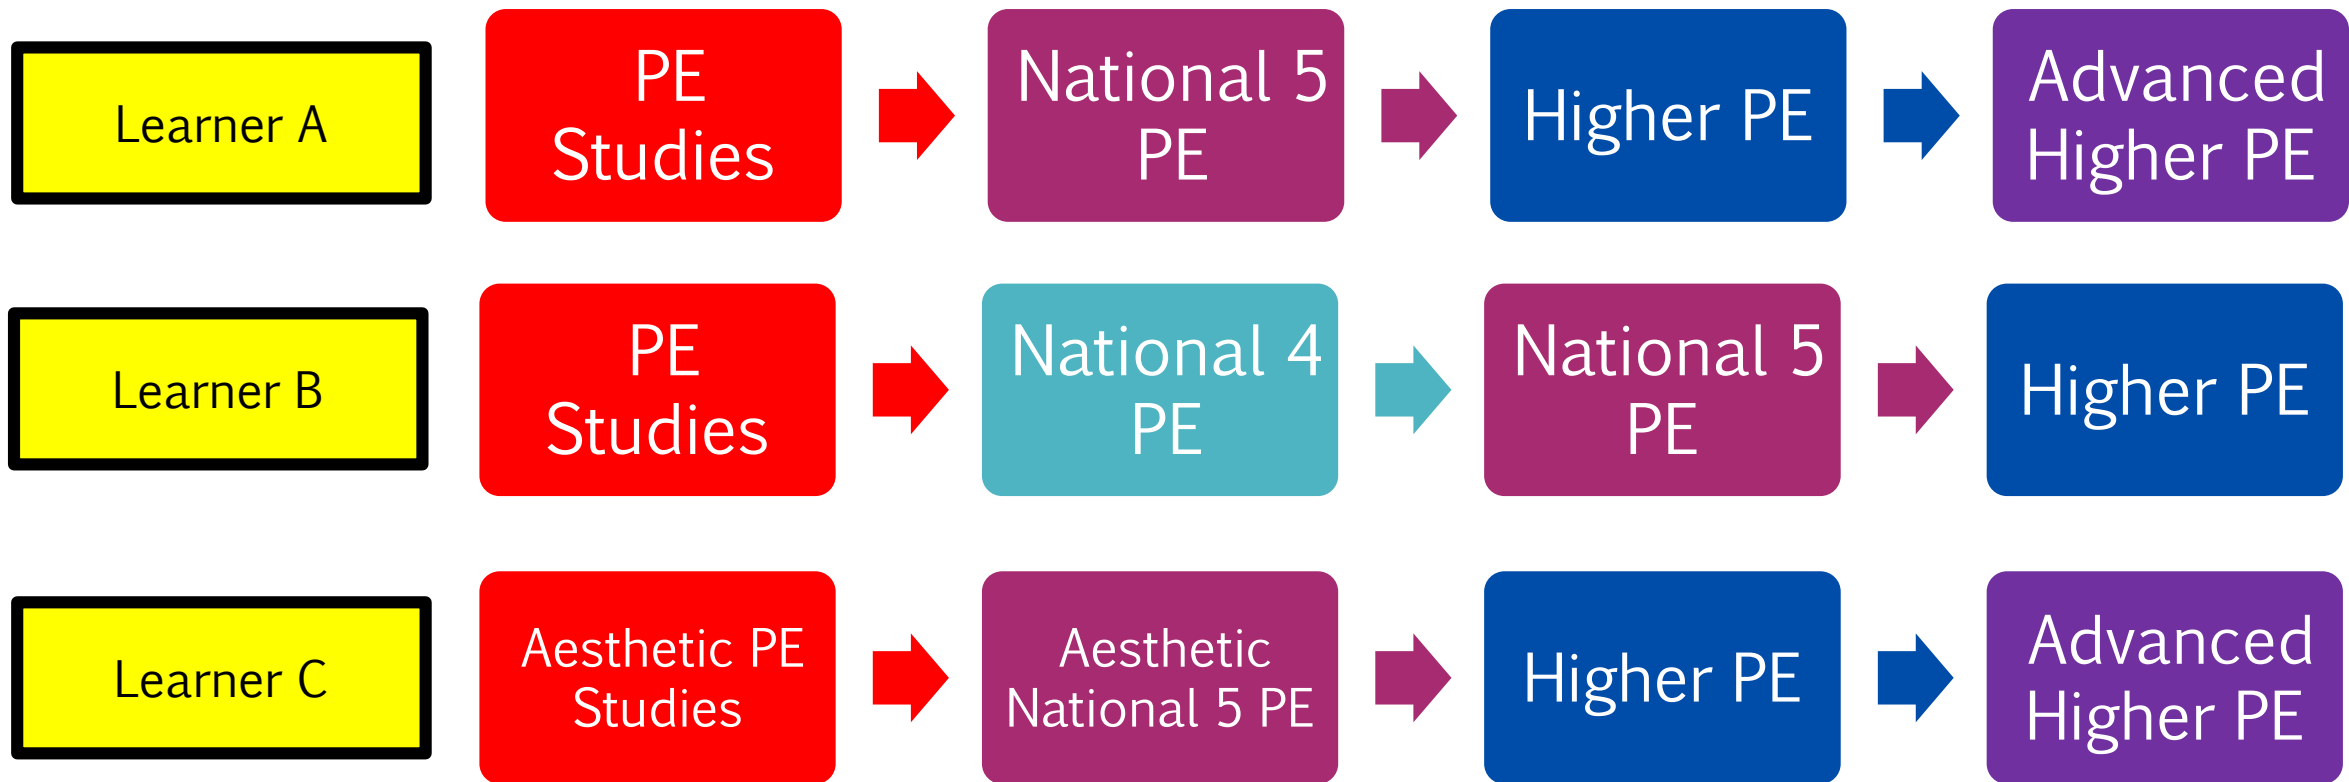 Learner A
PE
Studies
National 5
PE
Higher PE
Advanced
Higher PE
Learner B
PE
Studies
National 4
PE
National 5
PE
Higher PE
Learner C
Aesthetic PE
Studies
Aesthetic
National 5 PE
Higher PE
Advanced
Higher PE